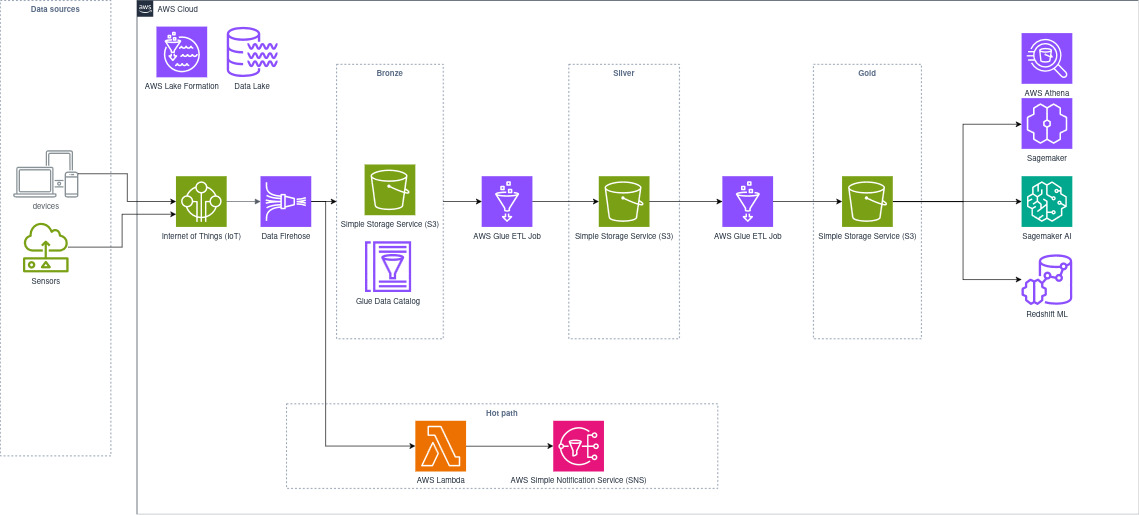 Data sources
aws
AWS Cloud
AWS Lake Formation
Data Lake
Bronze
Silver
Gold
AWS Athena
Sagemaker
devices
Internet of Things (IoT)
Data Firehose
Simple Storage Service (S3)
AWS Glue ETL Job
Simple Storage Service (S3)
AWS Glue ETL Job
Simple Storage Service (S3)
Sagemaker AI
Sensors
Glue Data Catalog
Redshift ML
Hot path
AWS Lambda
AWS Simple Notification Service (SNS)